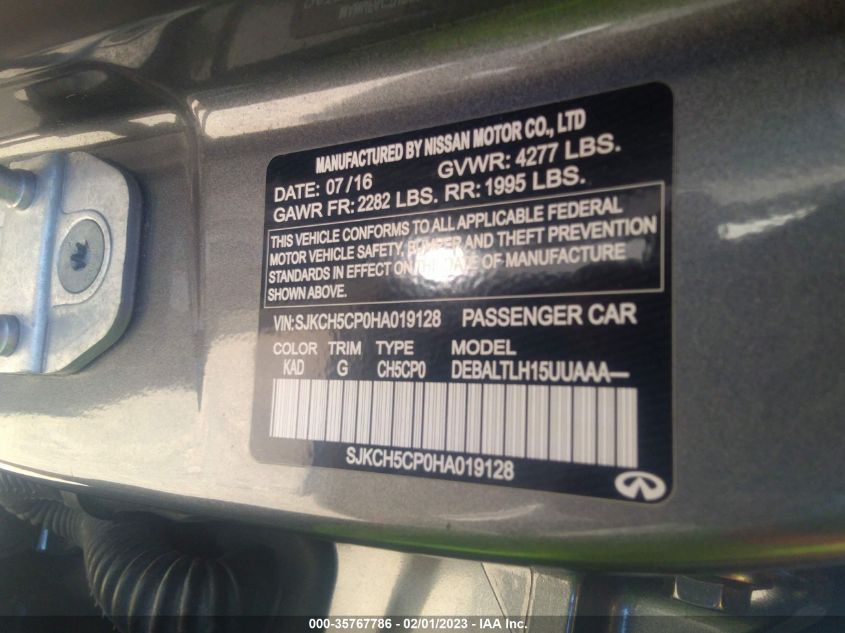 MANUFACTURED BY NISSAN MOTOR CO., LTD
DATE: 07/16 GVWR: 4277 LBS.
GAWR FR: 2282 LBS. RR: 1995 LBS.
THIS VEHICLE CONFORMS TO ALL APPLICABLE FEDERAL
MOTOR VEHICLE SAFETY, BUMPER AND THEFT PREVENTION
STANDARDS IN EFFECT ON THE DATE OF MANUFACTURE
SHOWN ABOVE.
VIN:SJKCH5CP0HA019128 PASSENGER CAR
COLOR TRIM TYPE MODEL
KAD G CH5CP0 DEBALTLH15UUAAA—
SJKCH5CP0HA019128
000-35767786 - 02/01/2023 - IAA Inc.